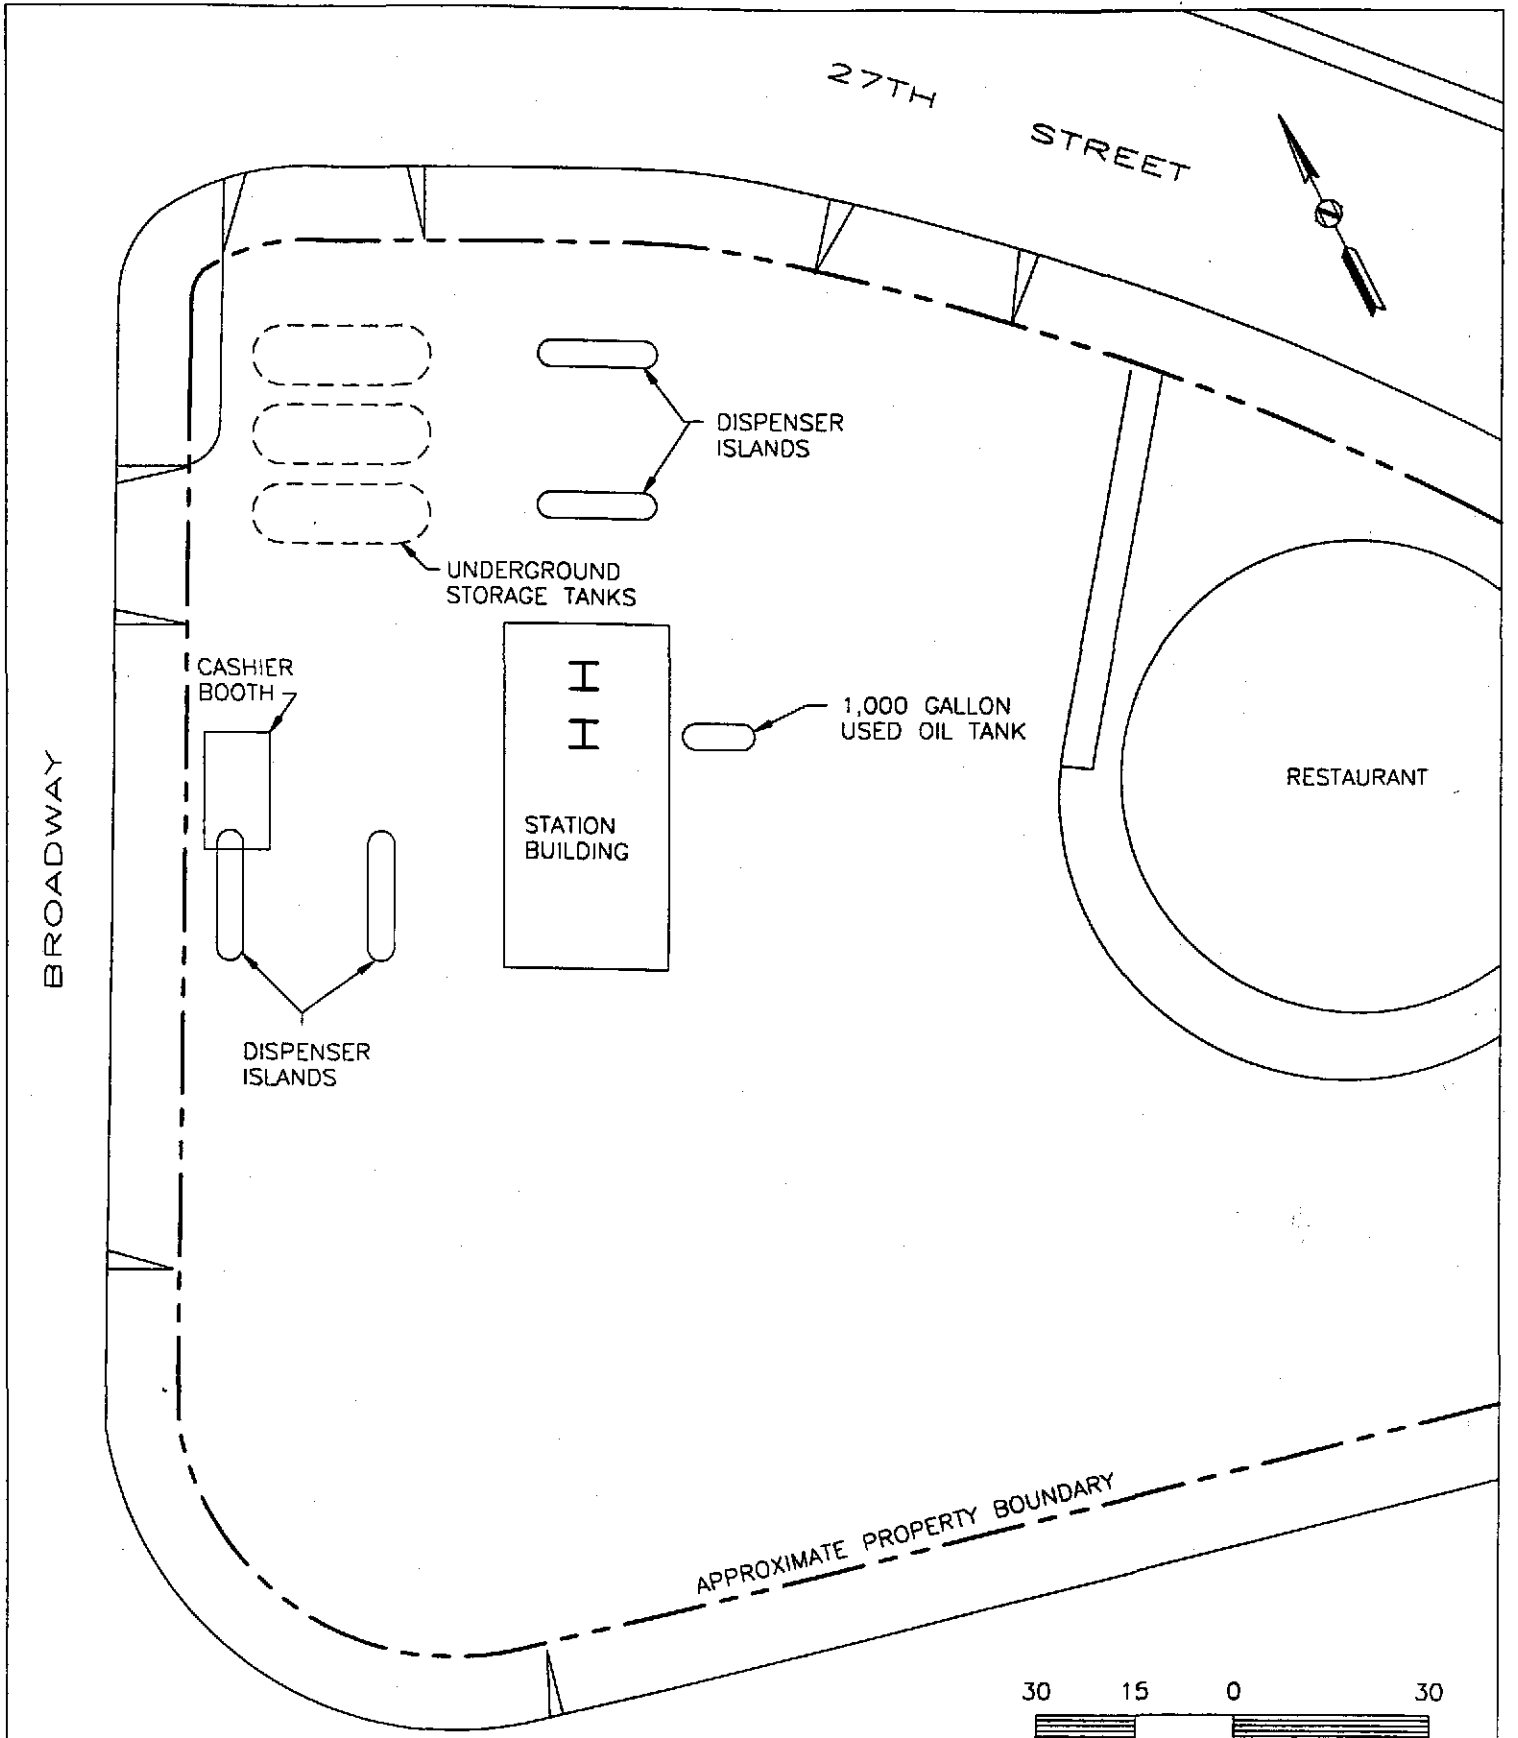 27TH STREET
DISPENSER
ISLANDS
UNDERGROUND
STORAGE TANKS
CASHIER
BOOTH
1,000 GALLON
USED OIL TANK
RESTAURANT
STATION
BUILDING
BROADWAY
DISPENSER
ISLANDS
APPROXIMATE PROPERTY BOUNDARY
30 15 0 30